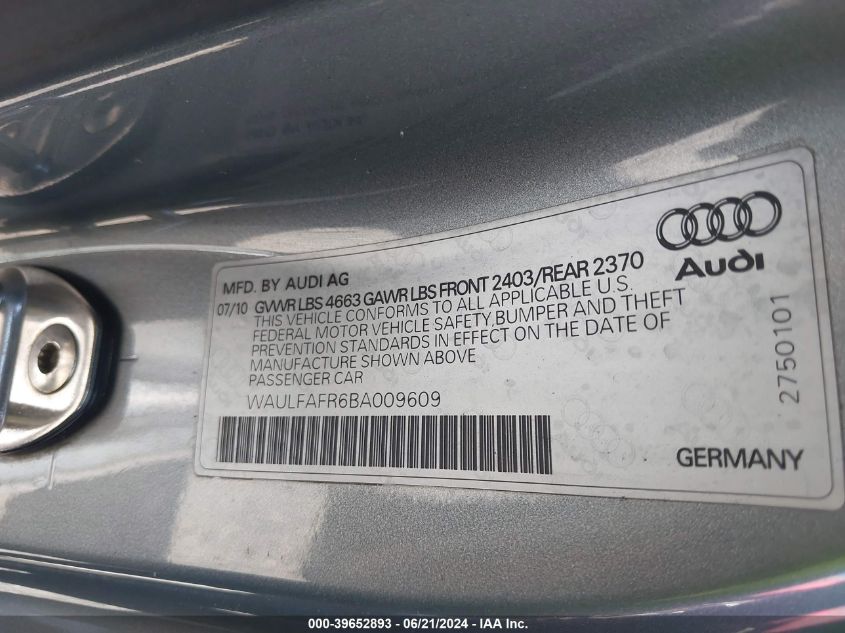 MFD. BY AUDI AG
07/10 GVWR LBS 4663 GAWR LBS FRONT 2403/REAR 2370
THIS VEHICLE CONFORMS TO ALL APPLICABLE U.S.
FEDERAL MOTOR VEHICLE SAFETY,BUMPER AND THEFT
PREVENTION STANDARDS IN EFFECT ON THE DATE OF
MANUFACTURE SHOWN ABOVE
PASSENGER CAR
WAULFAFR6BA009609
Audi
2750101
GERMANY
000-39652893 - 06/21/2024 - © IAA, Inc.